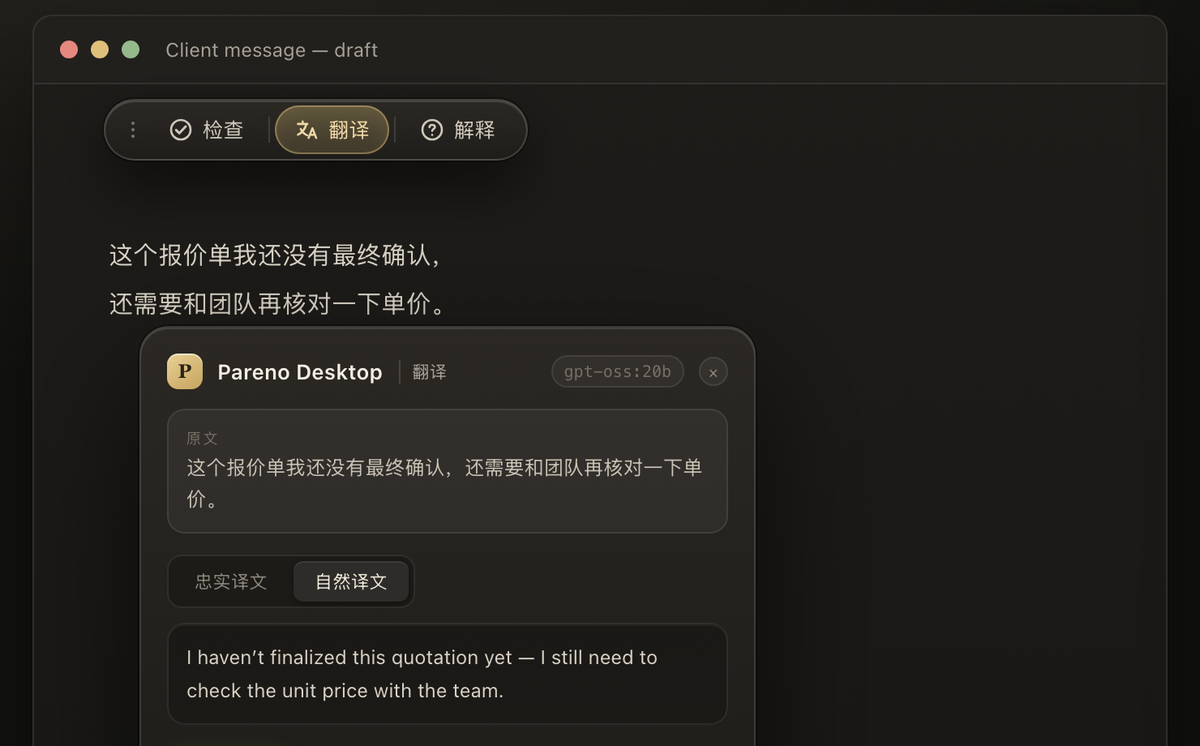 Client message — draft
检查
翻译
解释
这个报价单我还没有最终确认，
还需要和团队再核对一下单价。
P
Pareno Desktop
翻译
gpt-oss:20b
×
原文
这个报价单我还没有最终确认，还需要和团队再核对一下单
价。
忠实译文
自然译文
I haven’t finalized this quotation yet — I still need to
check the unit price with the team.